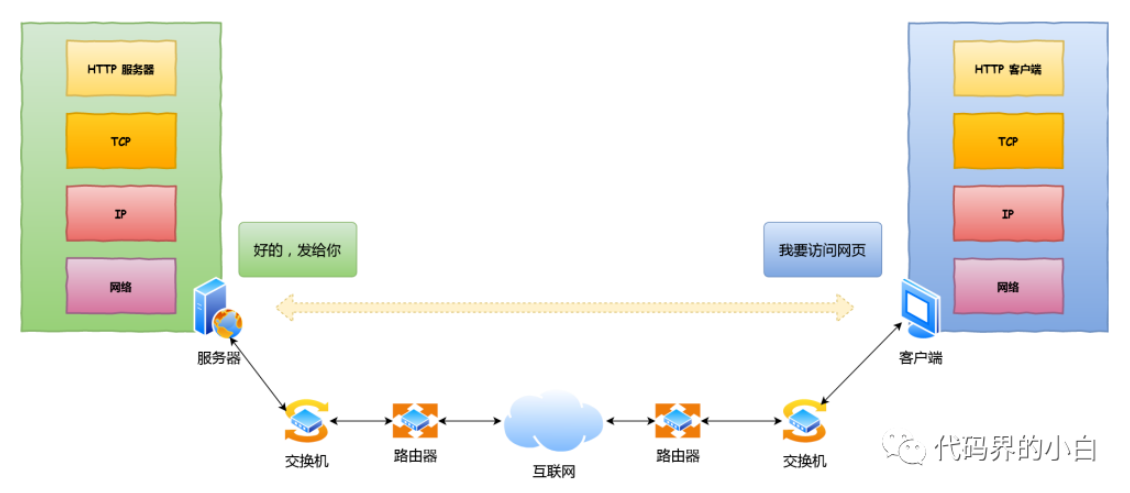 HTTP 服务器
TCP
IP
网络
服务器
好的，发给你
我要访问网页
HTTP 客户端
TCP
IP
网络
客户端
交换机
路由器
互联网
路由器
交换机
代码界的小白